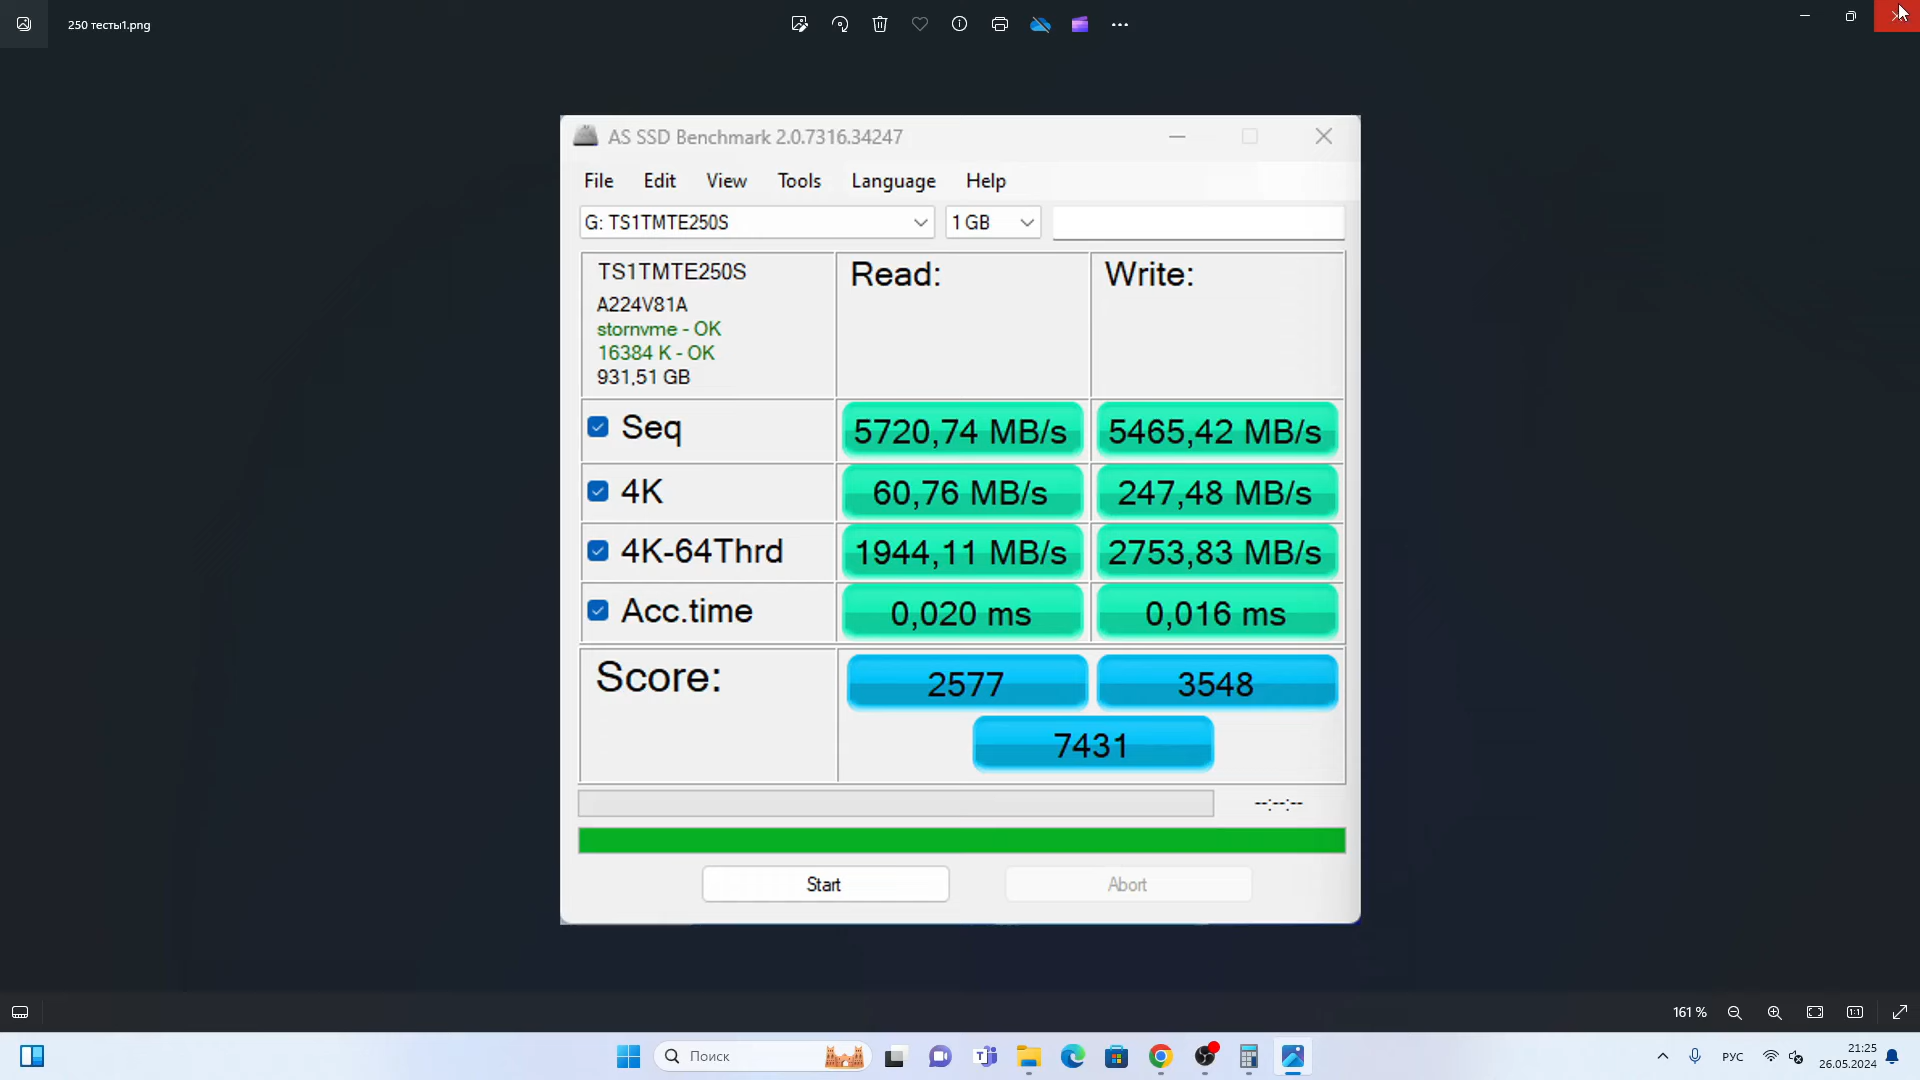 250 тесты1.png
AS SSD Benchmark 2.0.7316.34247
File Edit View Tools Language Help
G: TS1TMTE250S 1 GB
TS1TMTE250S
A224V81A
stornvme - OK
16384 K - OK
931,51 GB
Read: Write:
Seq 5720,74 MB/s 5465,42 MB/s
4K 60,76 MB/s 247,48 MB/s
4K-64Thrd 1944,11 MB/s 2753,83 MB/s
Acc.time 0,020 ms 0,016 ms
Score: 2577 3548
7431
--:--:--
Start Abort
161 %
Поиск
РУС
21:25
26.05.2024